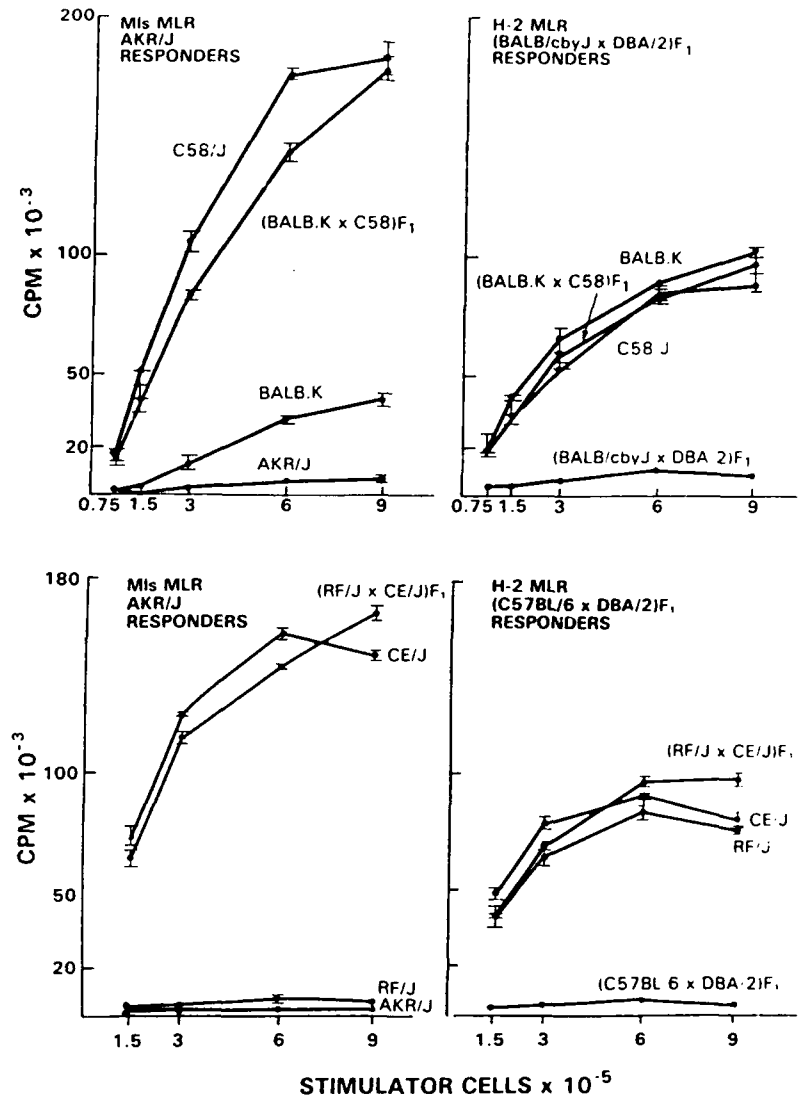 Mls MLR
AKR/J
RESPONDERS
H-2 MLR
(BALB/cbyJ x DBA/2)F1
RESPONDERS
200
100
50
20
CPM x 10-3
C58/J
(BALB.K x C58)F1
BALB.K
AKR/J
0.75 1.5 3 6 9
BALB.K
(BALB.K x C58)F1
C58 J
(BALB/cbyJ x DBA 2)F1
0.75 1.5 3 6 9
Mls MLR
AKR/J
RESPONDERS
H-2 MLR
(C57BL/6 x DBA/2)F1
RESPONDERS
180
100
50
20
CPM x 10-3
(RF/J x CE/J)F1
CE/J
RF/J
AKR/J
1.5 3 6 9
(RF/J x CE/J)F1
CE·J
RF/J
(C57BL 6 x DBA·2)F1
1.5 3 6 9
STIMULATOR CELLS x 10-5